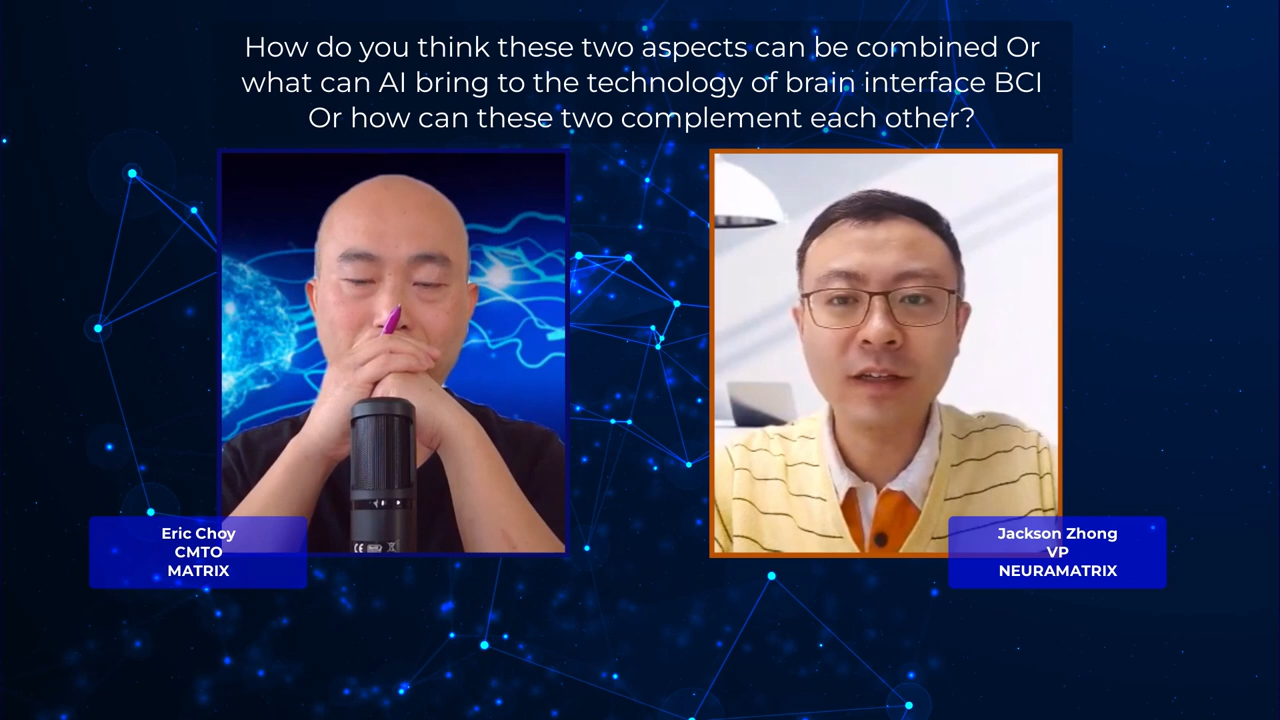 How do you think these two aspects can be combined Or
what can AI bring to the technology of brain interface BCI
Or how can these two complement each other?
Eric Choy
CMTO
MATRIX
Jackson Zhong
VP
NEURAMATRIX
CE